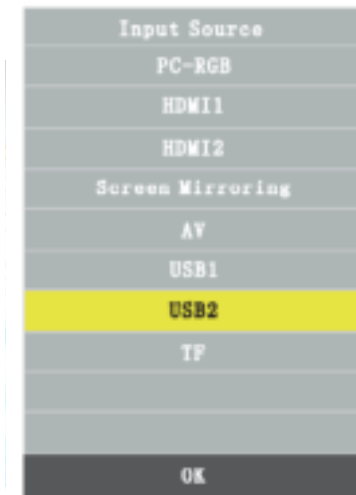 Input Source
PC-RGB
HDMI1
HDMI2
Screen Mirroring
AV
USB1
USB2
TF
OK